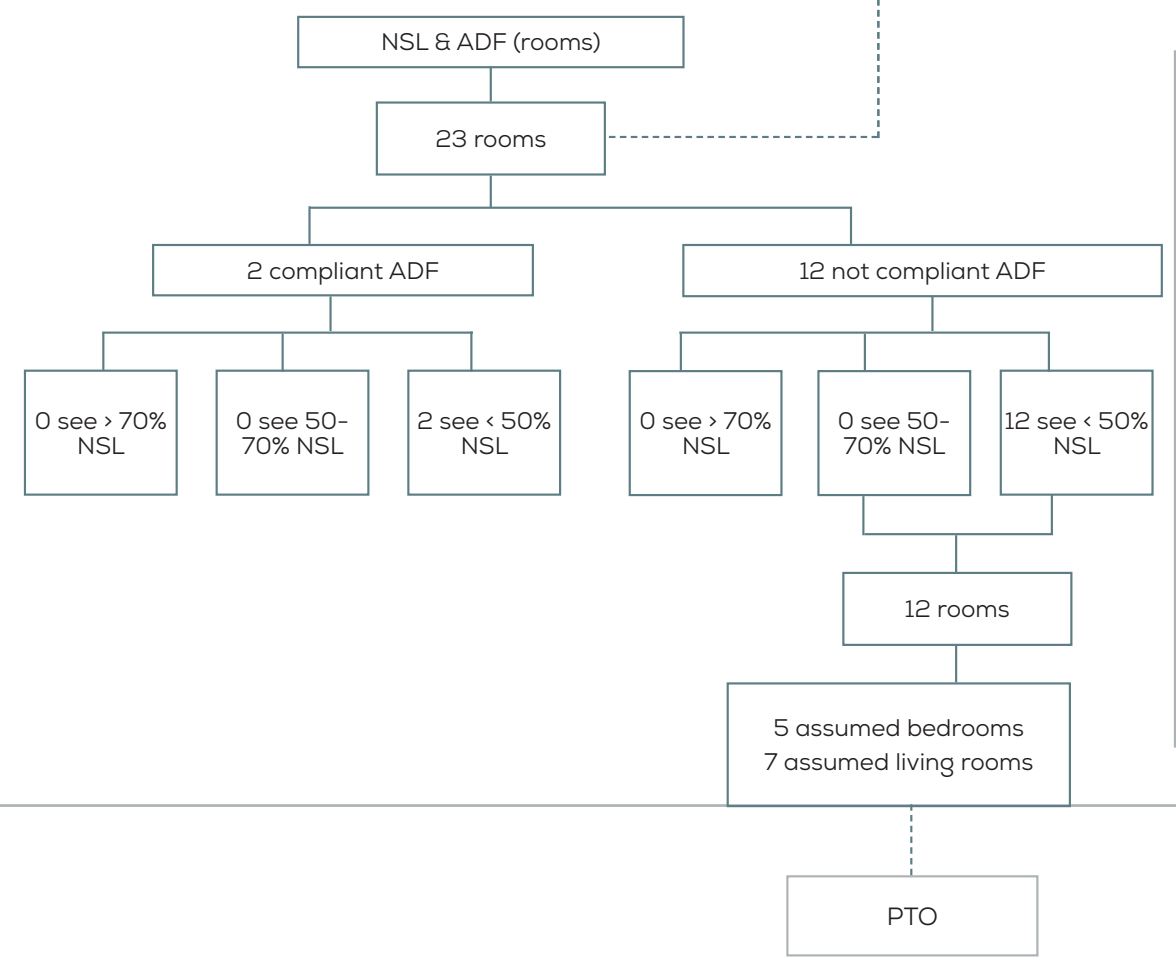 NSL & ADF (rooms)
23 rooms
2 compliant ADF
12 not compliant ADF
0 see > 70%
NSL
0 see 50-
70% NSL
2 see < 50%
NSL
0 see > 70%
NSL
0 see 50-
70% NSL
12 see < 50%
NSL
12 rooms
5 assumed bedrooms
7 assumed living rooms
PTO